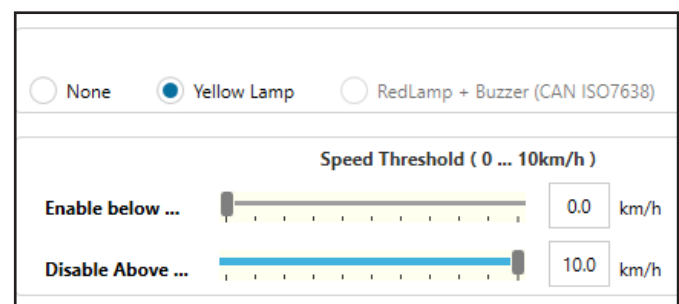 None Yellow Lamp RedLamp + Buzzer (CAN ISO7638)
Speed Threshold ( 0 ... 10km/h )
Enable below ... 0.0 km/h
Disable Above ... 10.0 km/h